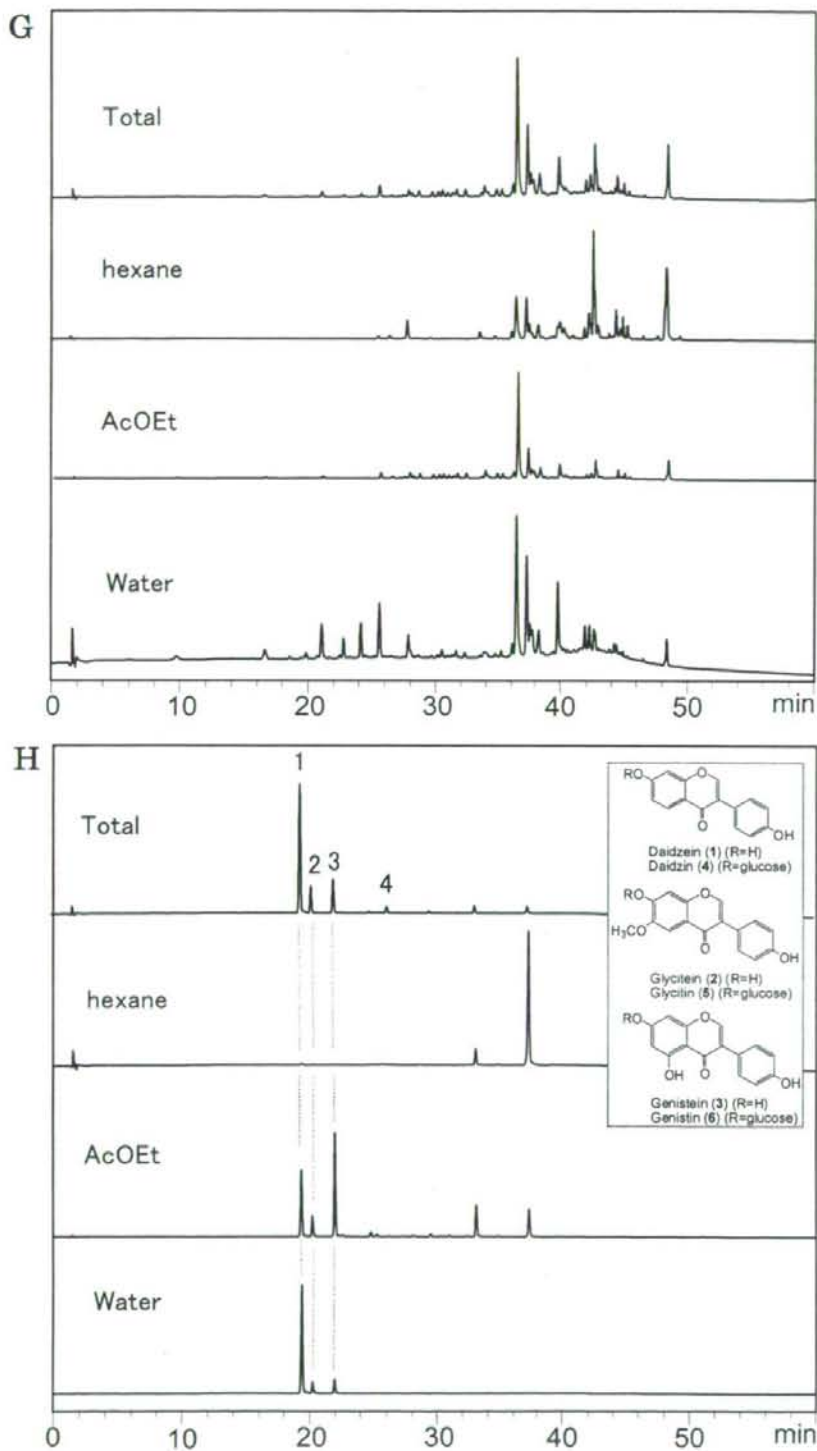 G
Total
hexane
AcOEt
Water
0 10 20 30 40 50 min
H
1
2 3
4
Total
hexane
AcOEt
Water
RO
O
O
OH
Daidzein (1) (R=H)
Daidzin (4) (R=glucose)
RO
O
H₃CO
O
OH
Glycitein (2) (R=H)
Glycitin (5) (R=glucose)
RO
O
OH
O
OH
Genistein (3) (R=H)
Genistin (6) (R=glucose)
0 10 20 30 40 50 min